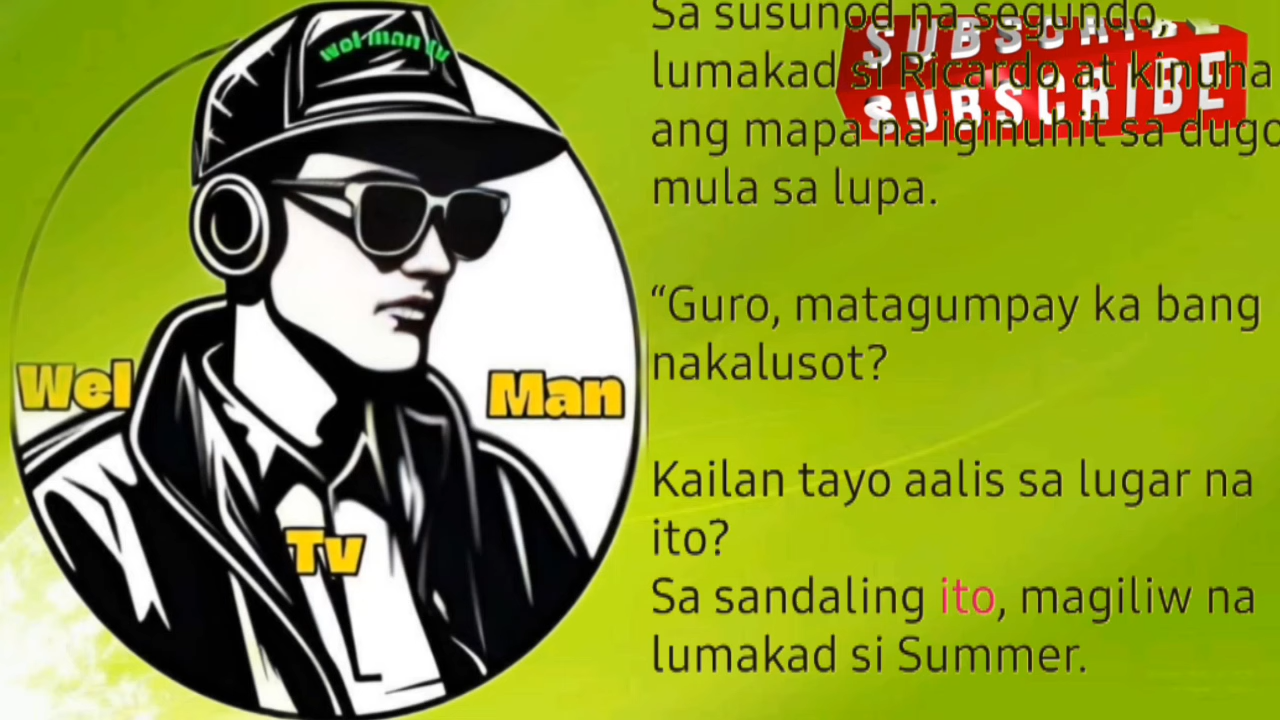 wel man tv
Wel
Man
Tv
SUBSCRIBE
SUBSCRIBE
Sa susunod na segundo,
lumakad si Ricardo at kinuha
ang mapa na iginuhit sa dugo
mula sa lupa.
“Guro, matagumpay ka bang
nakalusot?
Kailan tayo aalis sa lugar na
ito?
Sa sandaling ito, magiliw na
lumakad si Summer.